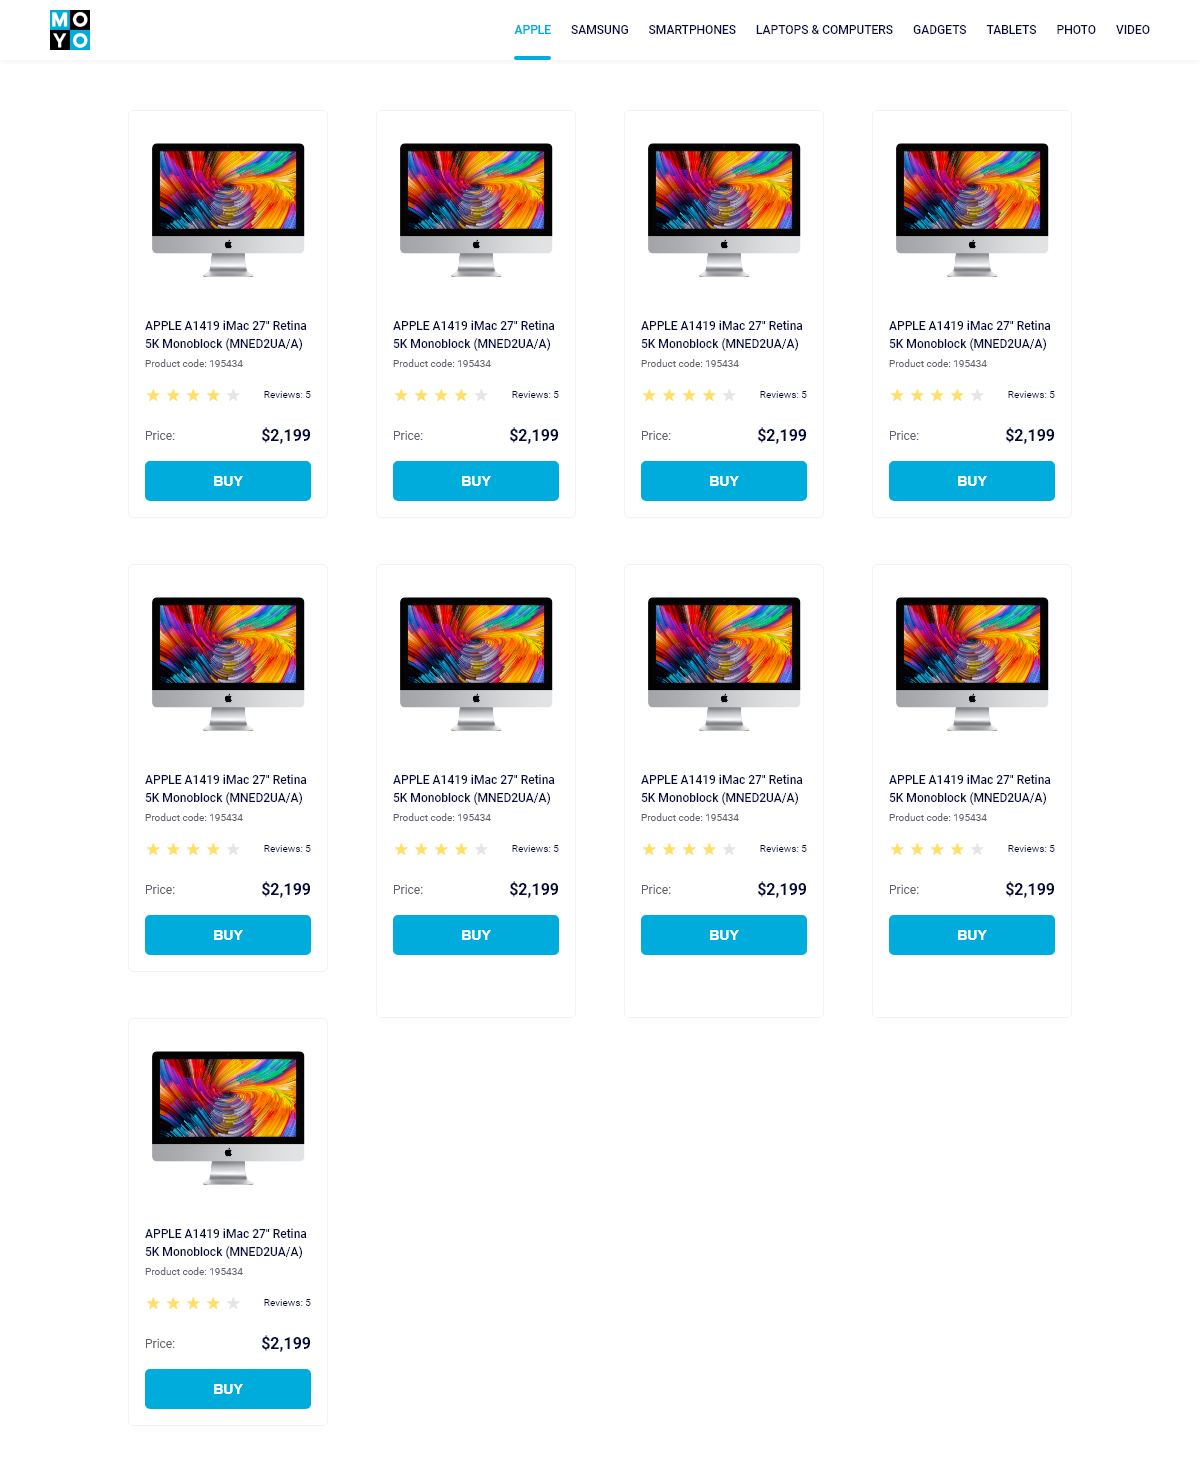 MO
YO
APPLE SAMSUNG SMARTPHONES LAPTOPS & COMPUTERS GADGETS TABLETS PHOTO VIDEO
APPLE A1419 iMac 27" Retina
5K Monoblock (MNED2UA/A)
Product code: 195434
Reviews: 5
Price: $2,199
BUY
APPLE A1419 iMac 27" Retina
5K Monoblock (MNED2UA/A)
Product code: 195434
Reviews: 5
Price: $2,199
BUY
APPLE A1419 iMac 27" Retina
5K Monoblock (MNED2UA/A)
Product code: 195434
Reviews: 5
Price: $2,199
BUY
APPLE A1419 iMac 27" Retina
5K Monoblock (MNED2UA/A)
Product code: 195434
Reviews: 5
Price: $2,199
BUY
APPLE A1419 iMac 27" Retina
5K Monoblock (MNED2UA/A)
Product code: 195434
Reviews: 5
Price: $2,199
BUY
APPLE A1419 iMac 27" Retina
5K Monoblock (MNED2UA/A)
Product code: 195434
Reviews: 5
Price: $2,199
BUY
APPLE A1419 iMac 27" Retina
5K Monoblock (MNED2UA/A)
Product code: 195434
Reviews: 5
Price: $2,199
BUY
APPLE A1419 iMac 27" Retina
5K Monoblock (MNED2UA/A)
Product code: 195434
Reviews: 5
Price: $2,199
BUY
APPLE A1419 iMac 27" Retina
5K Monoblock (MNED2UA/A)
Product code: 195434
Reviews: 5
Price: $2,199
BUY